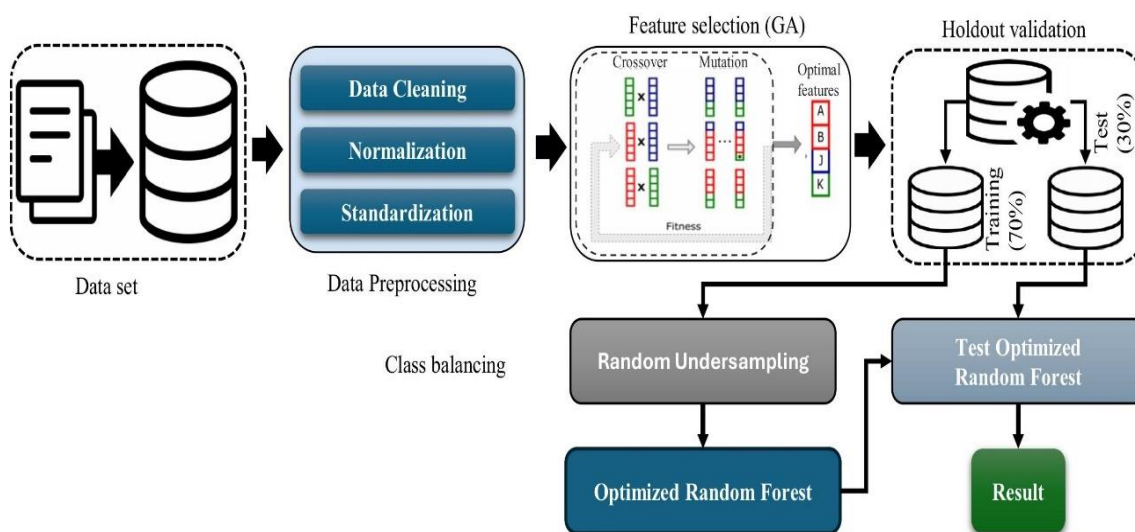 Feature selection (GA)
Holdout validation
Data Cleaning
Normalization
Standardization
Crossover
Mutation
Optimal
features
x
x
x
...
A
B
J
K
Fitness
Training
(70%)
Test
(30%)
Data set
Data Preprocessing
Class balancing
Random Undersampling
Test Optimized
Random Forest
Optimized Random Forest
Result